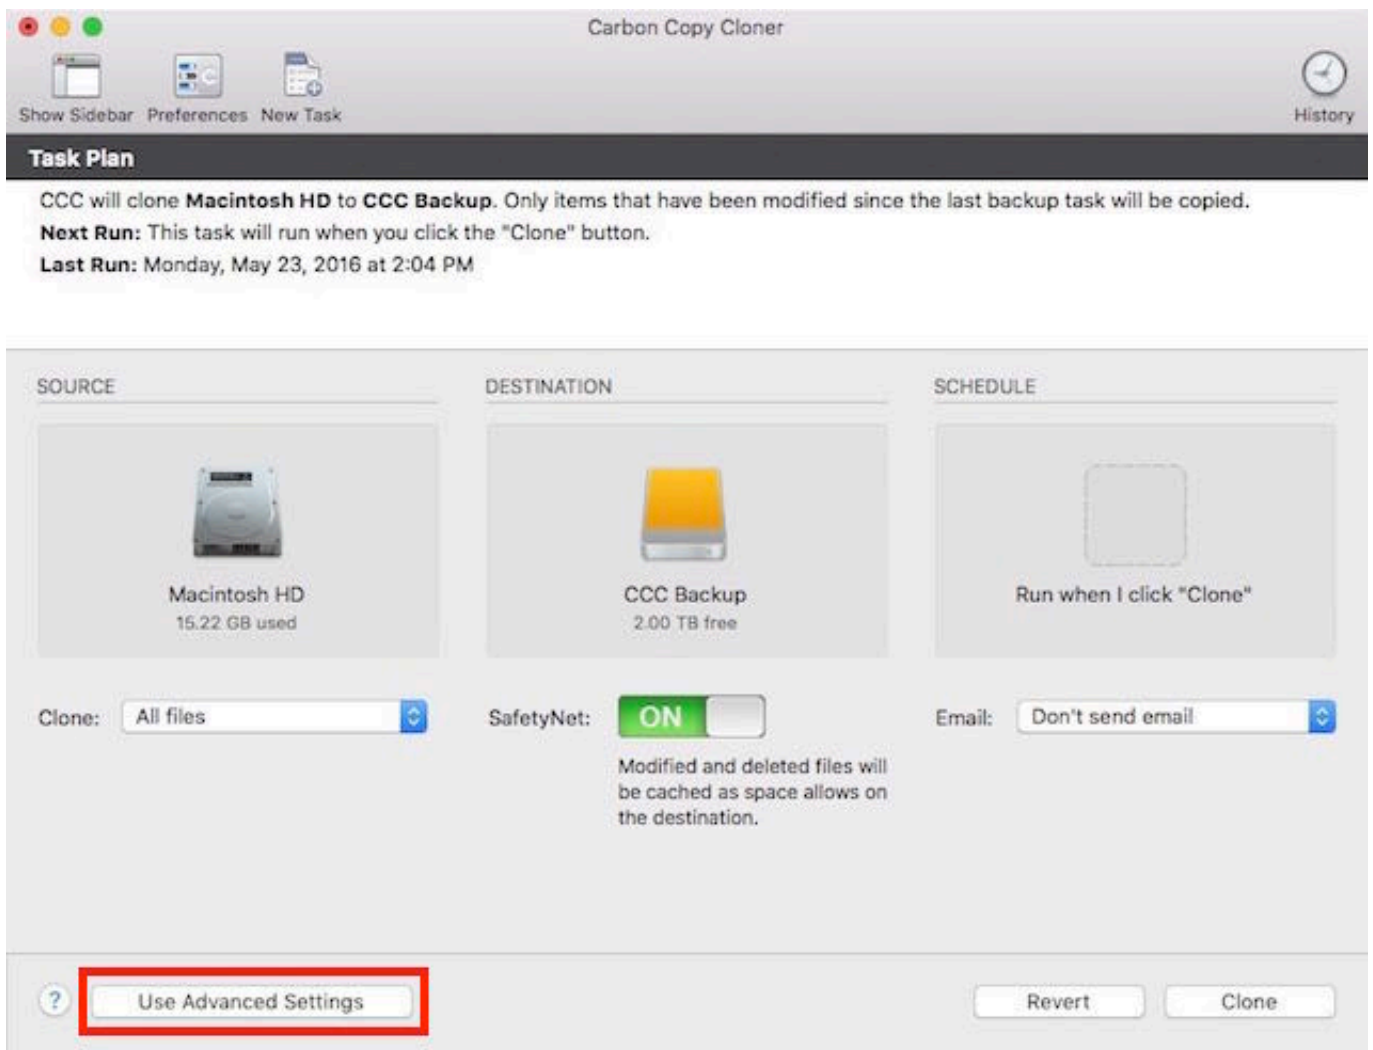 Carbon Copy Cloner
Show Sidebar Preferences New Task
History
Task Plan
CCC will clone Macintosh HD to CCC Backup. Only items that have been modified since the last backup task will be copied.
Next Run: This task will run when you click the "Clone" button.
Last Run: Monday, May 23, 2016 at 2:04 PM
SOURCE
Macintosh HD
15.22 GB used
Clone: All files
DESTINATION
CCC Backup
2.00 TB free
SafetyNet: ON
Modified and deleted files will
be cached as space allows on
the destination.
SCHEDULE
Run when I click "Clone"
Email: Don't send email
? Use Advanced Settings
Revert
Clone